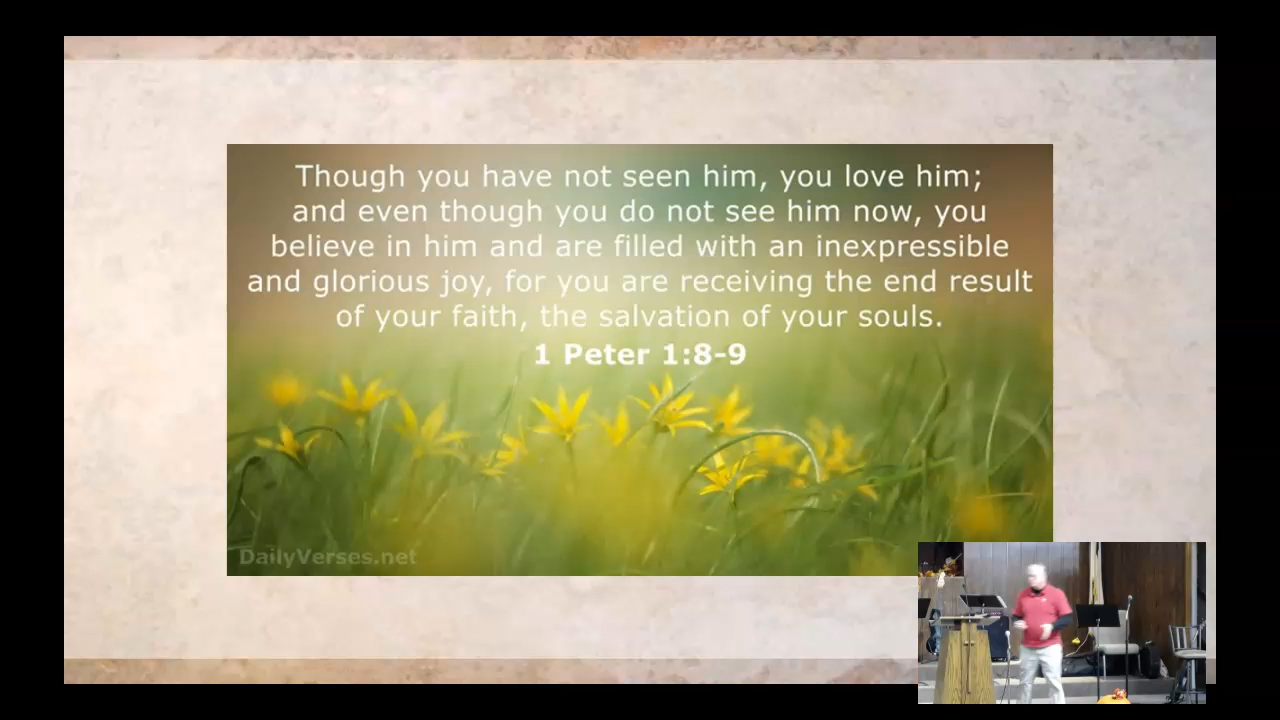 Though you have not seen him, you love him;
and even though you do not see him now, you
believe in him and are filled with an inexpressible
and glorious joy, for you are receiving the end result
of your faith, the salvation of your souls.
1 Peter 1:8-9
DailyVerses.net